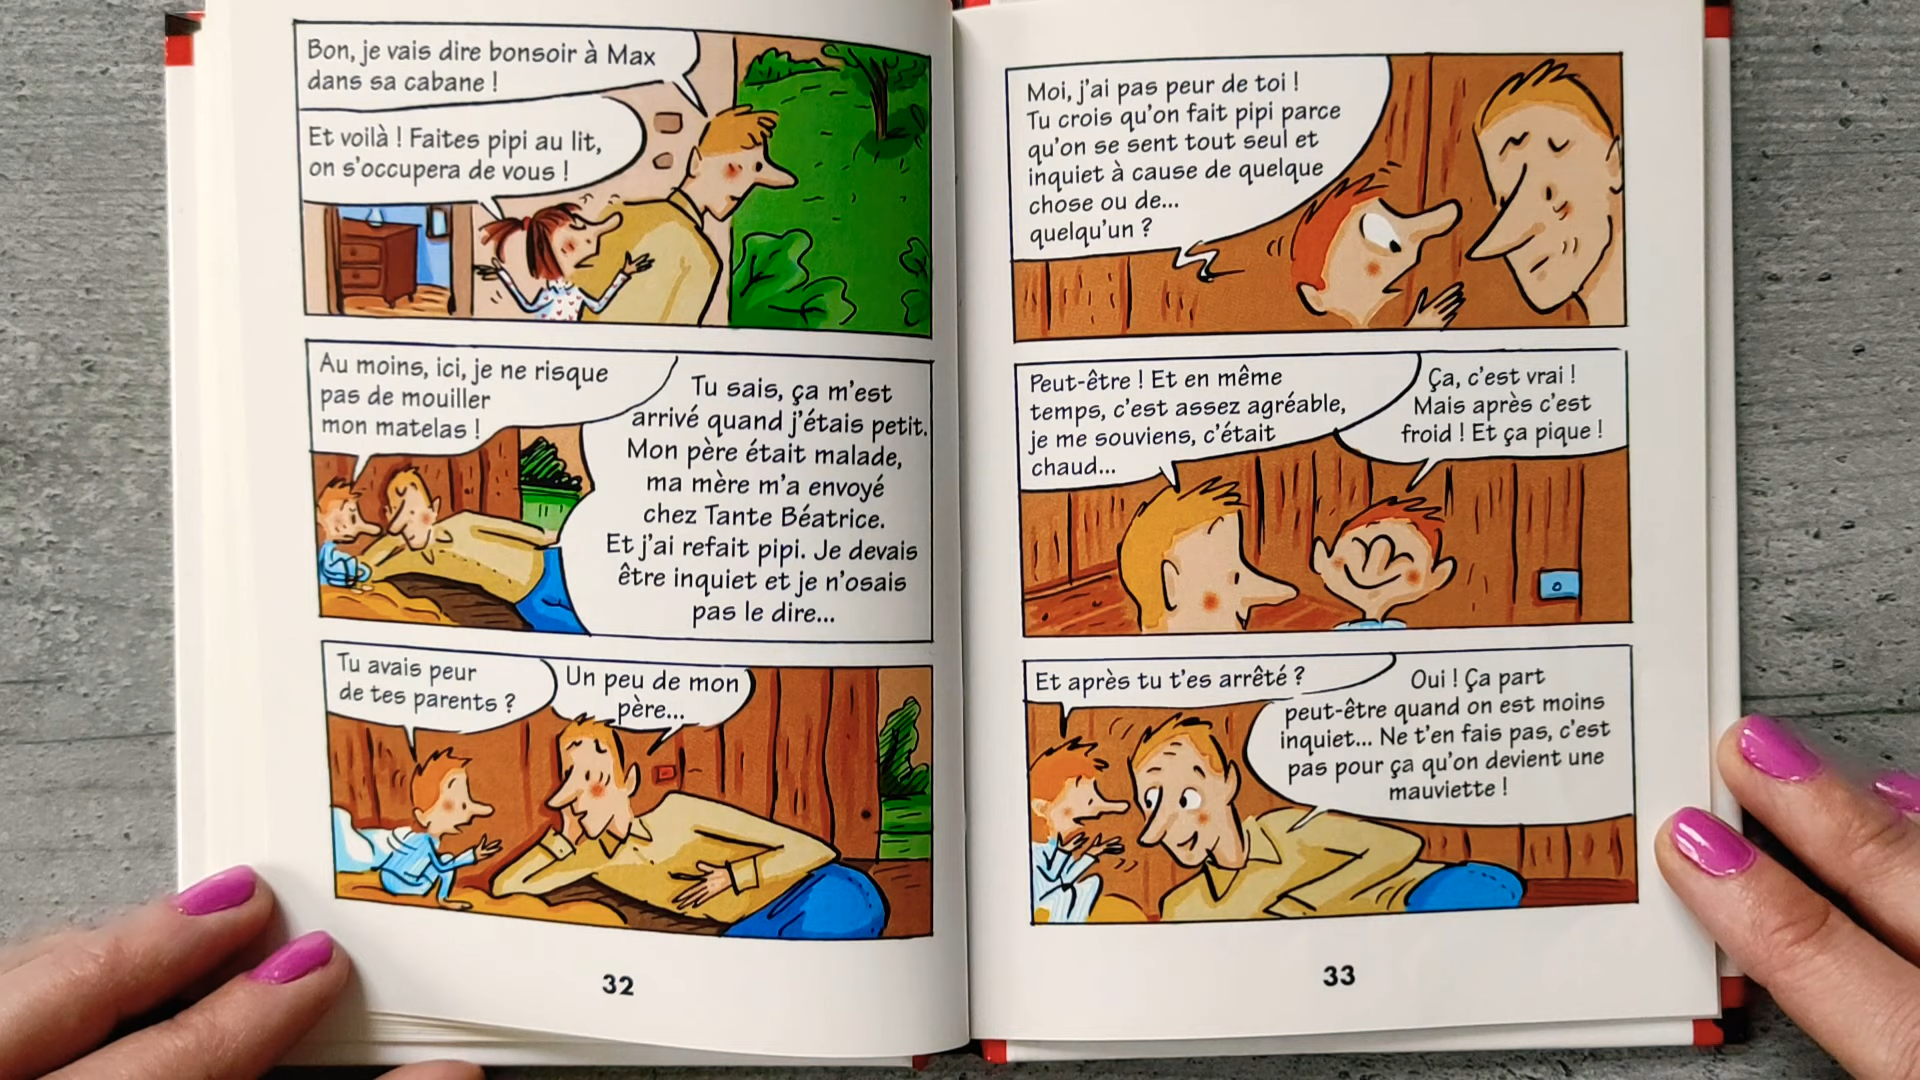 Bon, je vais dire bonsoir à Max
dans sa cabane !
Et voilà ! Faites pipi au lit,
on s'occupera de vous !
Au moins, ici, je ne risque
pas de mouiller
mon matelas !
Tu sais, ça m'est
arrivé quand j'étais petit.
Mon père était malade,
ma mère m'a envoyé
chez Tante Béatrice.
Et j'ai refait pipi. Je devais
être inquiet et je n'osais
pas le dire...
Tu avais peur
de tes parents ?
Un peu de mon
père...
32
Moi, j'ai pas peur de toi !
Tu crois qu'on fait pipi parce
qu'on se sent tout seul et
inquiet à cause de quelque
chose ou de...
quelqu'un ?
Peut-être ! Et en même
temps, c'est assez agréable,
je me souviens, c'était
chaud...
Ça, c'est vrai !
Mais après c'est
froid ! Et ça pique !
Et après tu t'es arrêté ?
Oui ! Ça part
peut-être quand on est moins
inquiet... Ne t'en fais pas, c'est
pas pour ça qu'on devient une
mauviette !
33